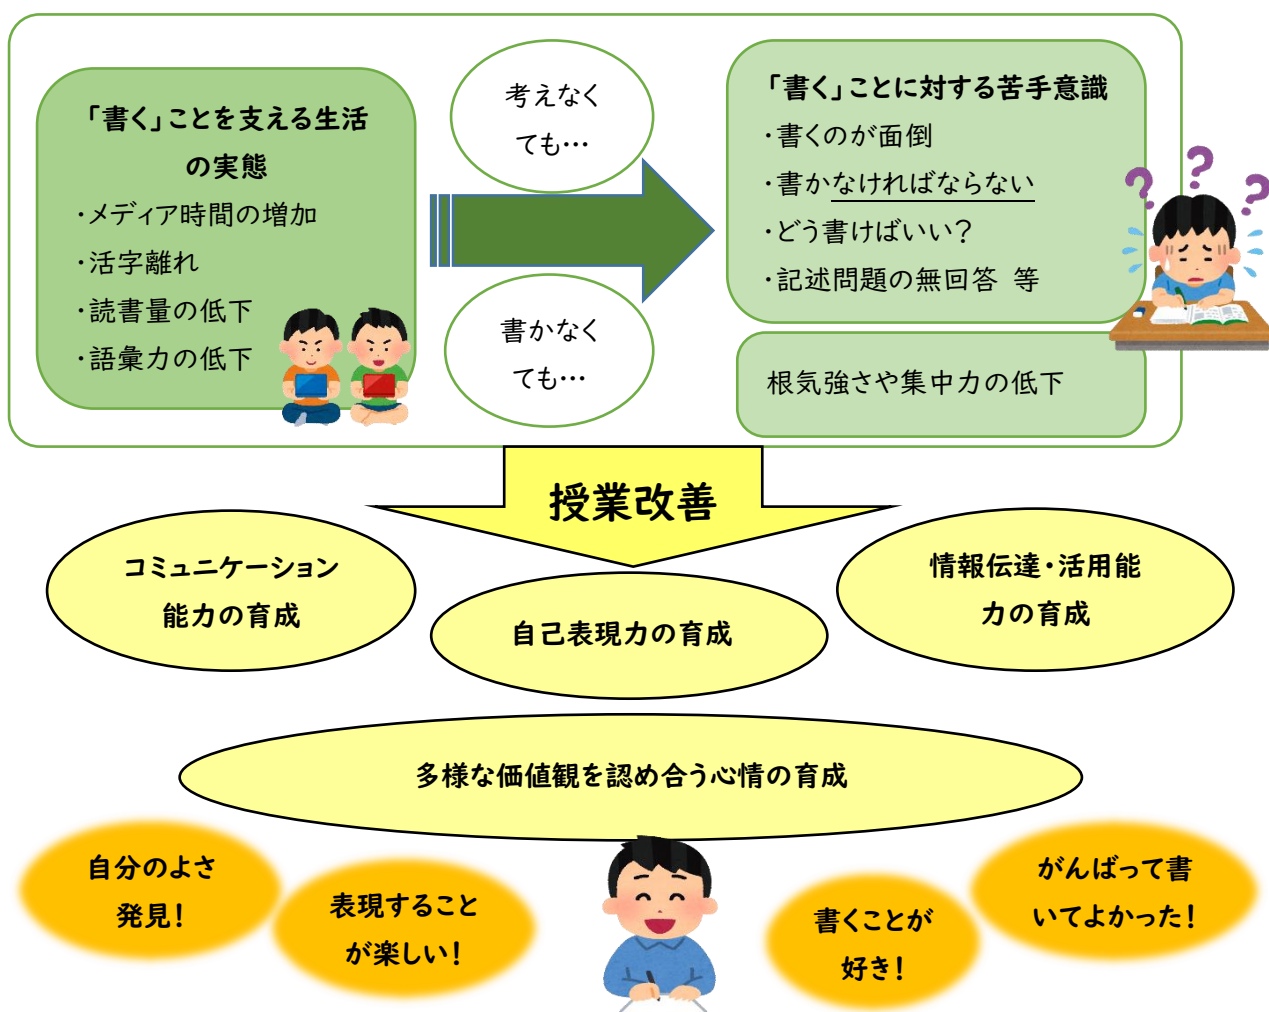 「書く」ことを支える生活
の実態
・メディア時間の増加
・活字離れ
・読書量の低下
・語彙力の低下
考えなく
ても…
書かなく
ても…
「書く」ことに対する苦手意識
・書くのが面倒
・書かなければならない
・どう書けばいい?
・記述問題の無回答 等
根気強さや集中力の低下
授業改善
コミュニケーション
能力の育成
自己表現力の育成
情報伝達・活用能
力の育成
多様な価値観を認め合う心情の育成
自分のよさ
発見!
表現すること
が楽しい!
書くことが
好き!
がんばって書
いてよかった!